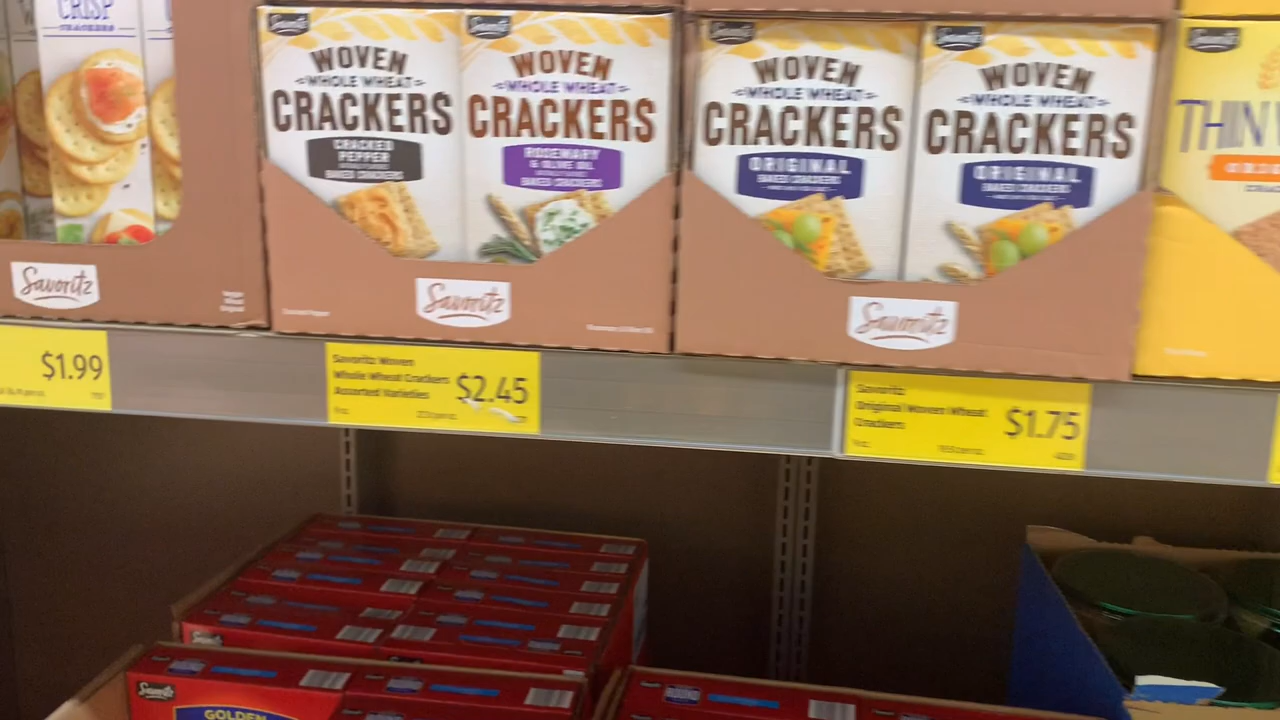 CRISP
CRACKERS
Savoritz
WOVEN
WHOLE WHEAT
CRACKERS
CRACKED
PEPPER
BAKED CRACKERS
Savoritz
WOVEN
WHOLE WHEAT
CRACKERS
ROSEMARY
& OLIVE OIL
BAKED CRACKERS
Savoritz
WOVEN
WHOLE WHEAT
CRACKERS
ORIGINAL
BAKED CRACKERS
Savoritz
WOVEN
WHOLE WHEAT
CRACKERS
ORIGINAL
BAKED CRACKERS
Savoritz
THIN
Savoritz
Savoritz
Savoritz
$1.99
Savoritz Woven
Whole Wheat Crackers
Assorted Varieties
$2.45
Savoritz
Original Woven Wheat
Crackers
$1.75
Savoritz
GOLDEN